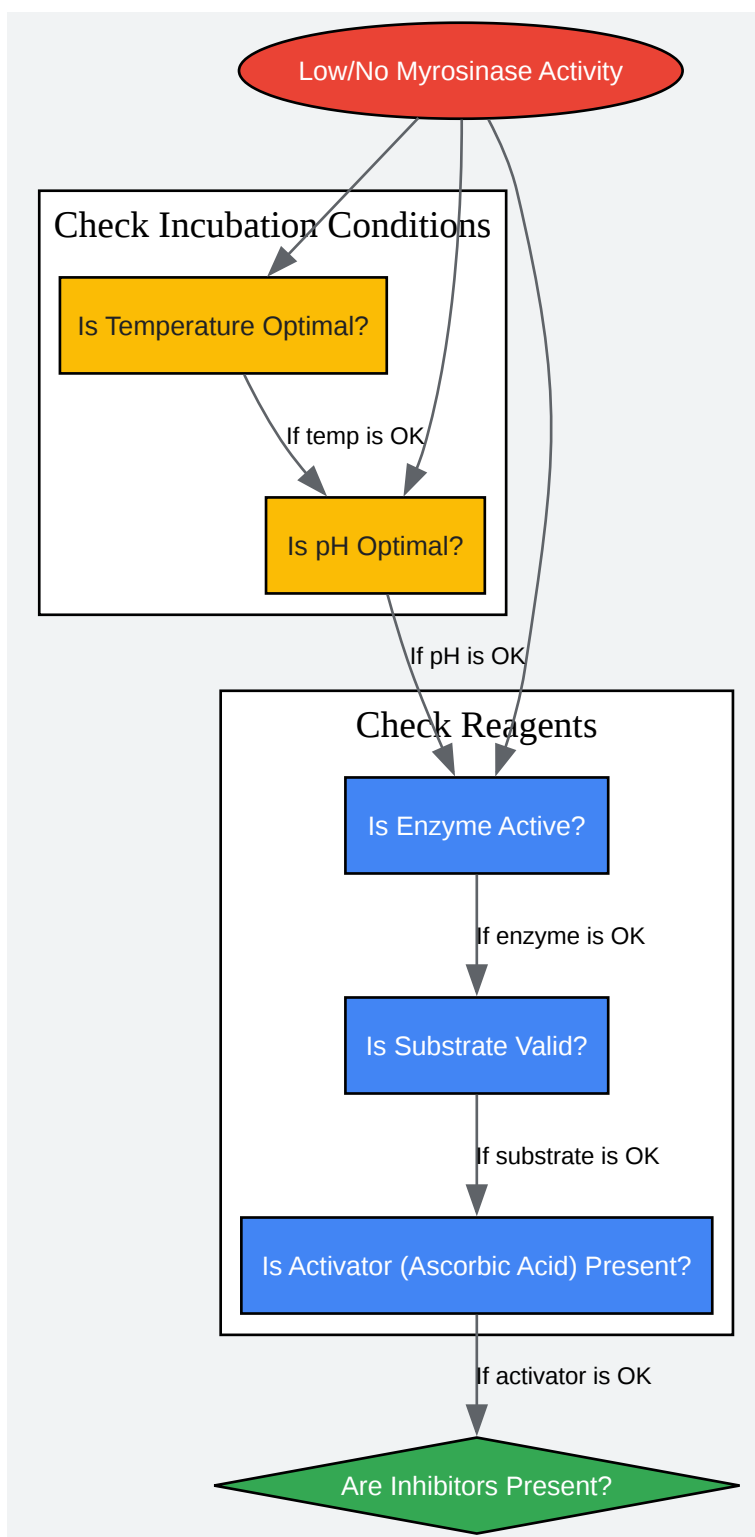 Low/No Myrosinase Activity
Check Incubation Conditions
Is Temperature Optimal?
If temp is OK
Is pH Optimal?
If pH is OK
Check Reagents
Is Enzyme Active?
If enzyme is OK
Is Substrate Valid?
If substrate is OK
Is Activator (Ascorbic Acid) Present?
If activator is OK
Are Inhibitors Present?